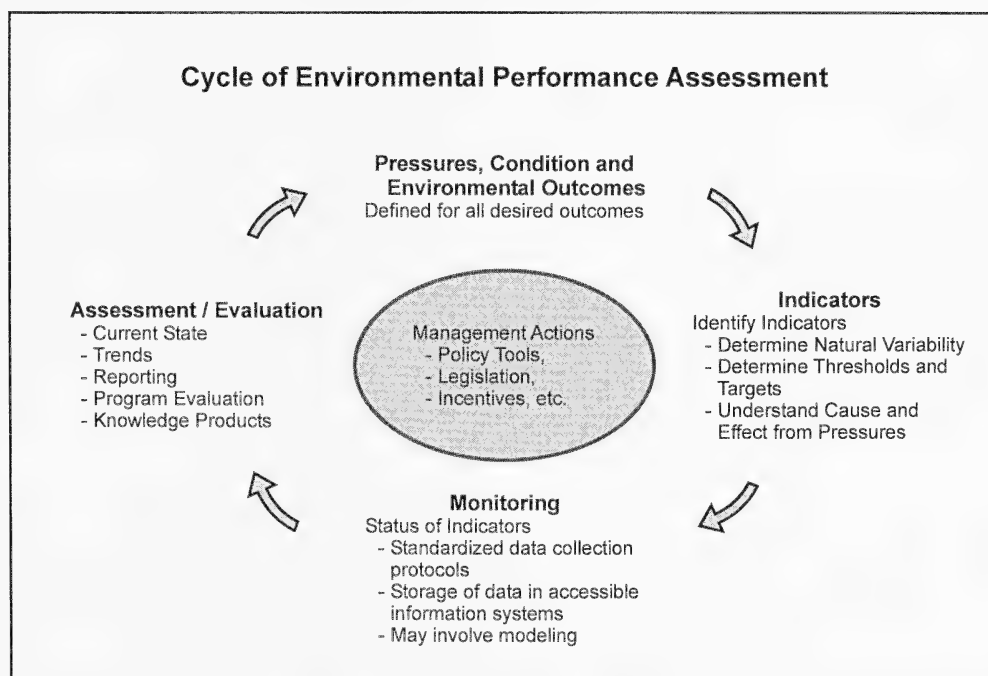 Cycle of Environmental Performance Assessment
Pressures, Condition and
Environmental Outcomes
Defined for all desired outcomes
Indicators
Identify Indicators
- Determine Natural Variability
- Determine Thresholds and
Targets
- Understand Cause and
Effect from Pressures
Monitoring
Status of Indicators
- Standardized data collection
protocols
- Storage of data in accessible
information systems
- May involve modeling
Assessment / Evaluation
- Current State
- Trends
- Reporting
- Program Evaluation
- Knowledge Products
Management Actions
- Policy Tools,
- Legislation,
- Incentives, etc.